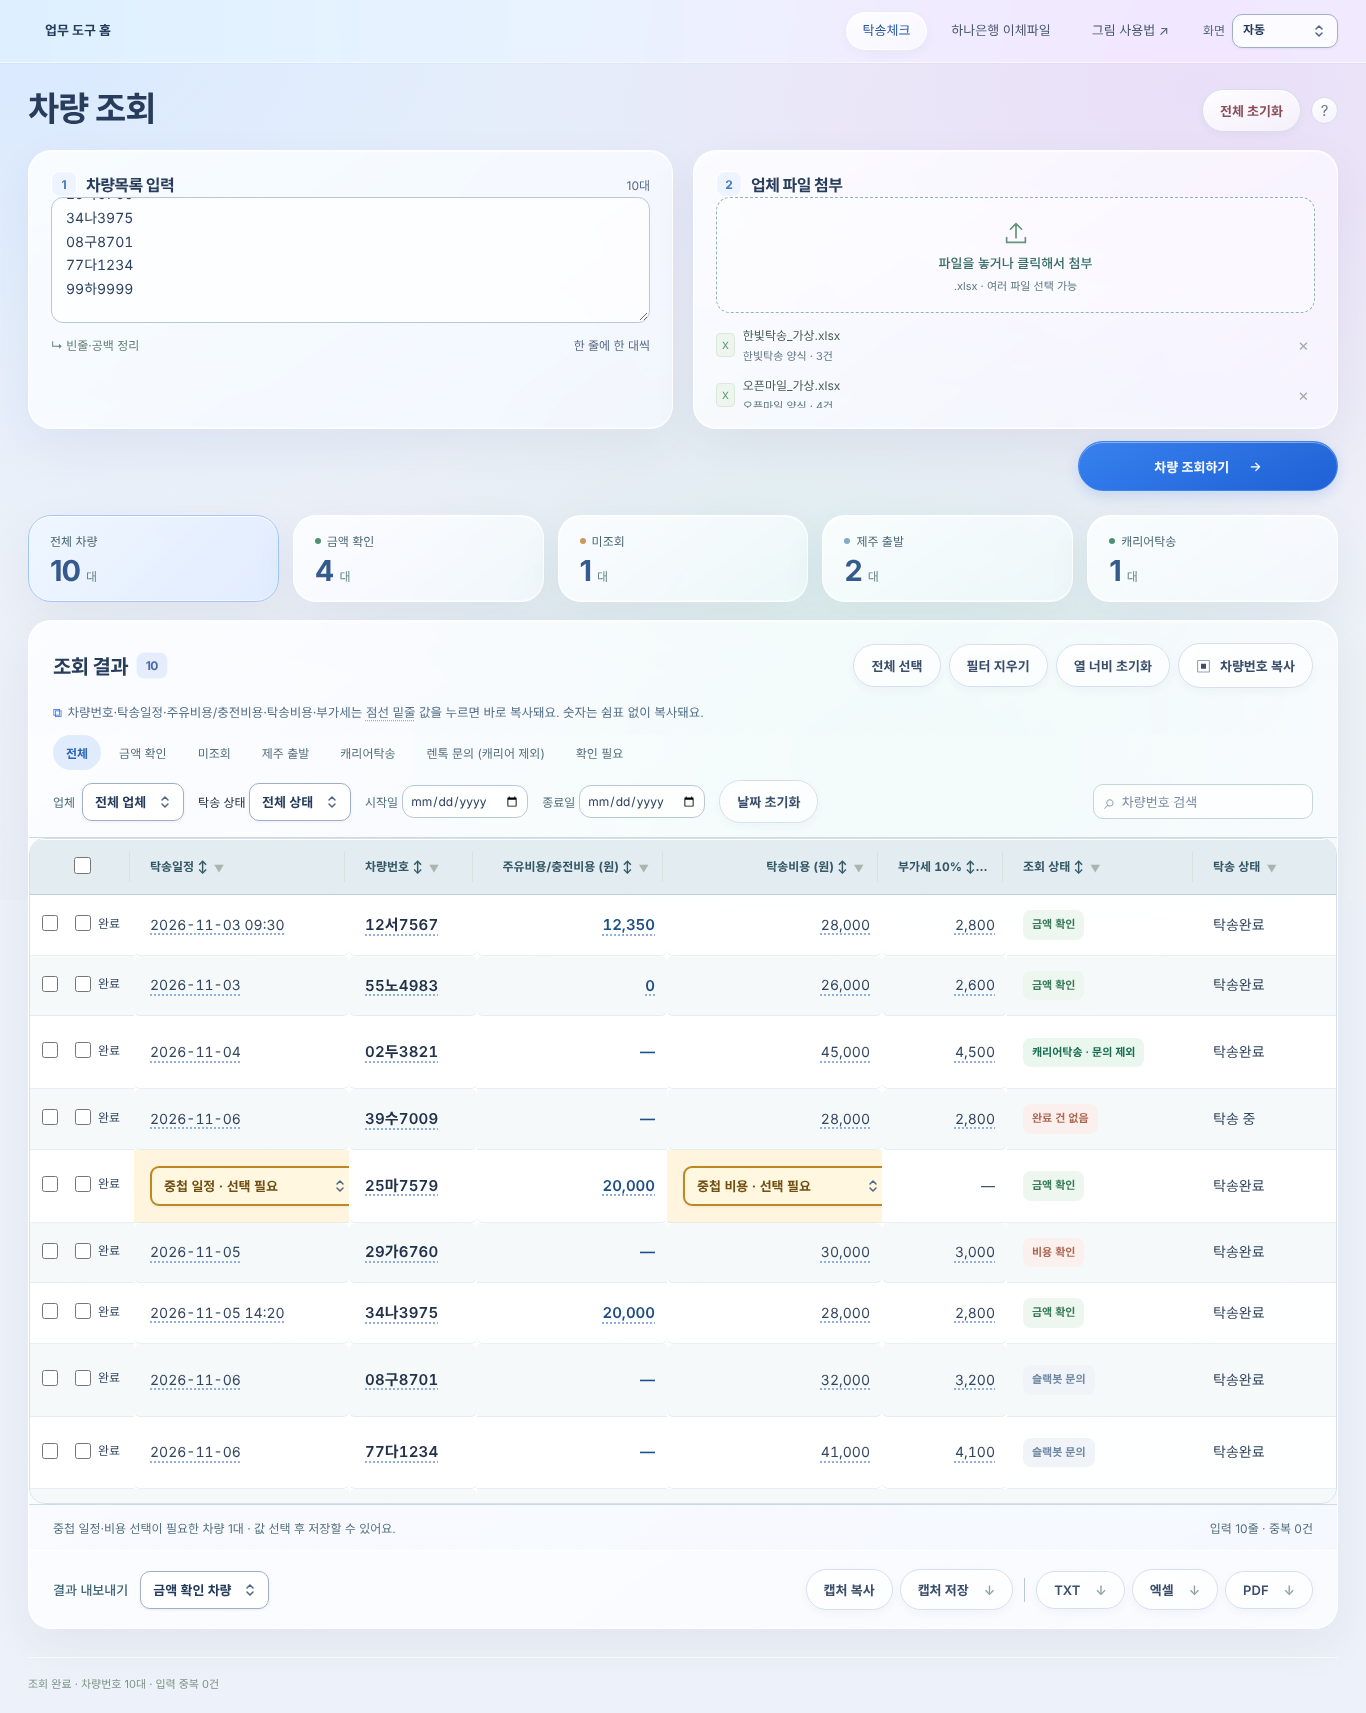 업무 도구 홈
탁송체크 하나은행 이체파일 그림 사용법 ↗ 화면 자동
차량 조회
전체 초기화 ?
1 차량목록 입력 10대
34나3975
08구8701
77다1234
99하9999
↳ 빈줄·공백 정리 한 줄에 한 대씩
2 업체 파일 첨부
파일을 놓거나 클릭해서 첨부
.xlsx · 여러 파일 선택 가능
X 한빛탁송_가상.xlsx ×
한빛탁송 양식 · 3건
X 오픈마일_가상.xlsx ×
오픈마일 양식 · 4건
차량 조회하기 →
전체 차량
10 대
금액 확인
4 대
미조회
1 대
제주 출발
2 대
캐리어탁송
1 대
조회 결과 10
전체 선택 필터 지우기 열 너비 초기화 차량번호 복사
차량번호·탁송일정·주유비용/충전비용·탁송비용·부가세는 점선 밑줄 값을 누르면 바로 복사돼요. 숫자는 쉼표 없이 복사돼요.
전체 금액 확인 미조회 제주 출발 캐리어탁송 렌톡 문의 (캐리어 제외) 확인 필요
업체 전체 업체 탁송 상태 전체 상태 시작일 mm/dd/yyyy 종료일 mm/dd/yyyy 날짜 초기화 차량번호 검색
탁송일정 ↕ ▼ 차량번호 ↕ ▼ 주유비용/충전비용 (원) ↕ ▼ 탁송비용 (원) ↕ ▼ 부가세 10% ↕... 조회 상태 ↕ ▼ 탁송 상태 ▼
완료 2026-11-03 09:30 12서7567 12,350 28,000 2,800 금액 확인 탁송완료
완료 2026-11-03 55노4983 0 26,000 2,600 금액 확인 탁송완료
완료 2026-11-04 02두3821 — 45,000 4,500 캐리어탁송 · 문의 제외 탁송완료
완료 2026-11-06 39수7009 — 28,000 2,800 완료 건 없음 탁송 중
완료 중첩 일정 · 선택 필요 25마7579 20,000 중첩 비용 · 선택 필요 — 금액 확인 탁송완료
완료 2026-11-05 29가6760 — 30,000 3,000 비용 확인 탁송완료
완료 2026-11-05 14:20 34나3975 20,000 28,000 2,800 금액 확인 탁송완료
완료 2026-11-06 08구8701 — 32,000 3,200 슬랙봇 문의 탁송완료
완료 2026-11-06 77다1234 — 41,000 4,100 슬랙봇 문의 탁송완료
중첩 일정·비용 선택이 필요한 차량 1대 · 값 선택 후 저장할 수 있어요. 입력 10줄 · 중복 0건
결과 내보내기 금액 확인 차량 캡처 복사 캡처 저장 ↓ TXT ↓ 엑셀 ↓ PDF ↓
조회 완료 · 차량번호 10대 · 입력 중복 0건